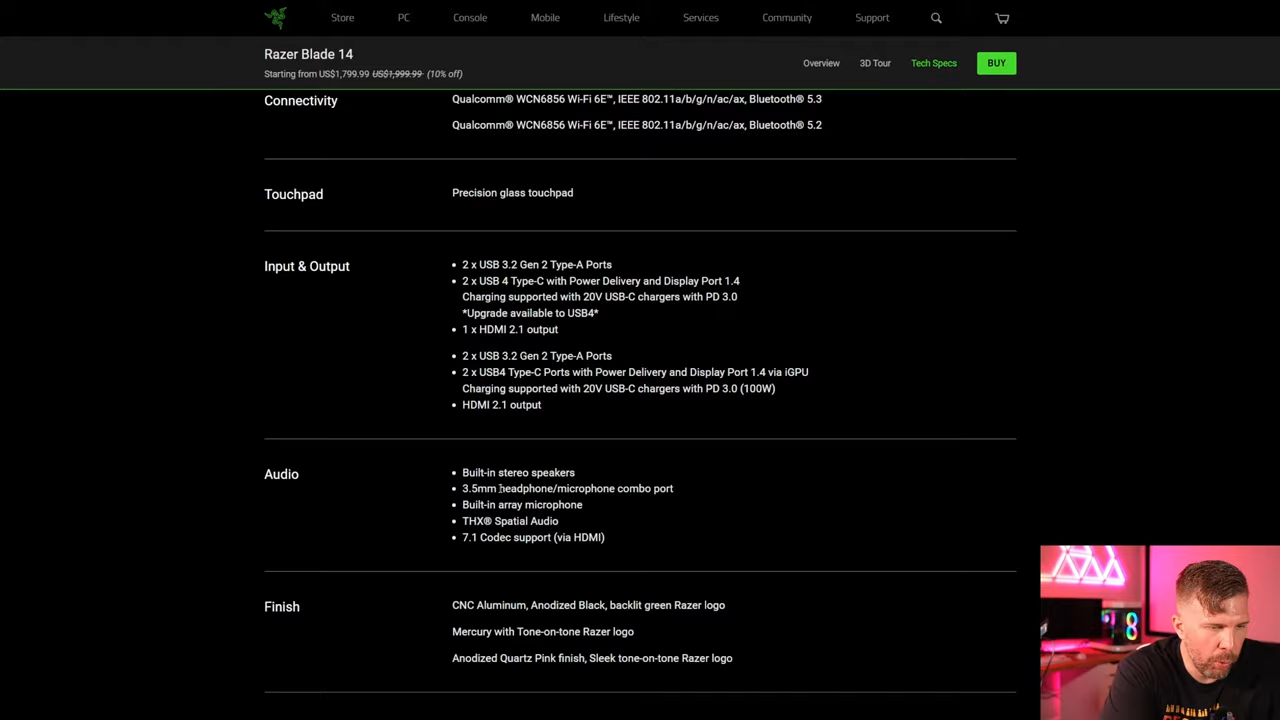 Store
PC
Console
Mobile
Lifestyle
Services
Community
Support
Razer Blade 14
Starting from US$1,799.99 US$1,999.99 (10% off)
Overview
3D Tour
Tech Specs
BUY
Connectivity
Qualcomm® WCN6856 Wi-Fi 6E™, IEEE 802.11a/b/g/n/ac/ax, Bluetooth® 5.3
Qualcomm® WCN6856 Wi-Fi 6E™, IEEE 802.11a/b/g/n/ac/ax, Bluetooth® 5.2
Touchpad
Precision glass touchpad
Input & Output
• 2 x USB 3.2 Gen 2 Type-A Ports
• 2 x USB 4 Type-C with Power Delivery and Display Port 1.4
Charging supported with 20V USB-C chargers with PD 3.0
*Upgrade available to USB4*
• 1 x HDMI 2.1 output
• 2 x USB 3.2 Gen 2 Type-A Ports
• 2 x USB4 Type-C Ports with Power Delivery and Display Port 1.4 via iGPU
Charging supported with 20V USB-C chargers with PD 3.0 (100W)
• HDMI 2.1 output
Audio
• Built-in stereo speakers
• 3.5mm headphone/microphone combo port
• Built-in array microphone
• THX® Spatial Audio
• 7.1 Codec support (via HDMI)
Finish
CNC Aluminum, Anodized Black, backlit green Razer logo
Mercury with Tone-on-tone Razer logo
Anodized Quartz Pink finish, Sleek tone-on-tone Razer logo